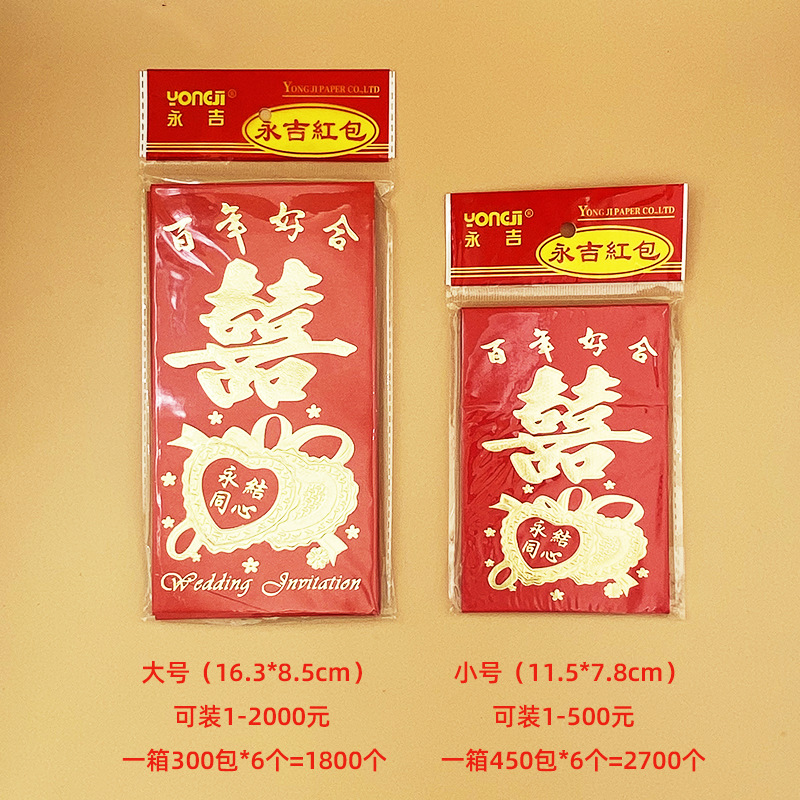 YONGJI®
永吉
YONG JI PAPER CO.,LTD
永吉紅包
百年好合
囍
永結
同心
Wedding Invitation
YONGJI®
永吉
YONG JI PAPER CO.,LTD
永吉紅包
百年好合
囍
永結
同心
大号（16.3*8.5cm）
可装1-2000元
一箱300包*6个=1800个
小号（11.5*7.8cm）
可装1-500元
一箱450包*6个=2700个